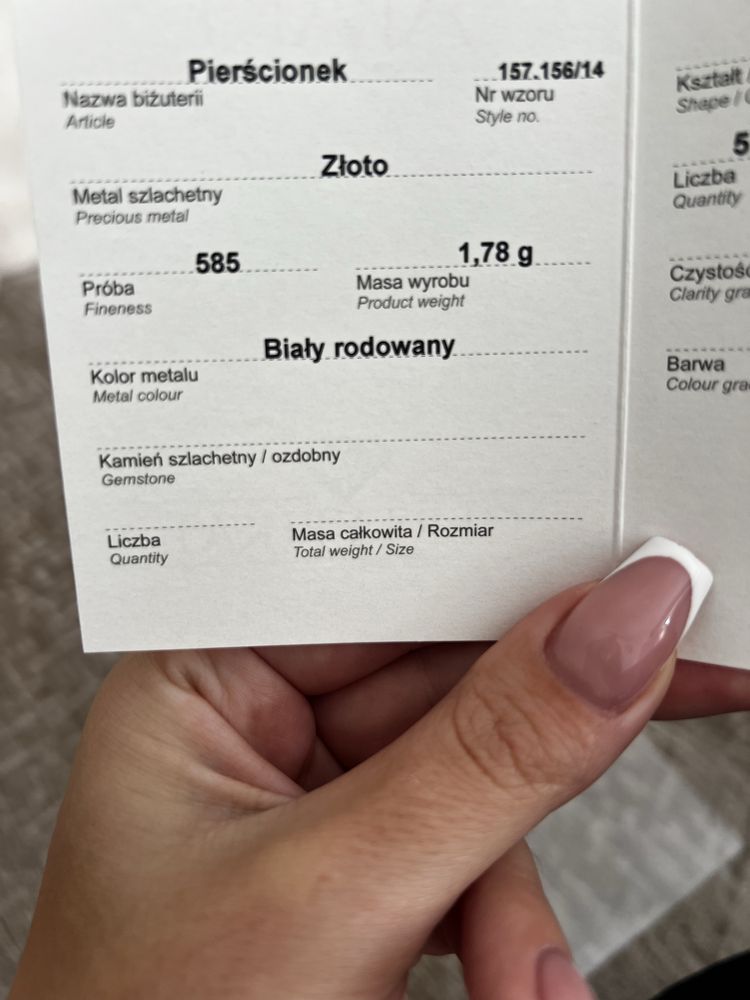 Pierścionek 157.156/14
Nazwa biżuterii Nr wzoru
Article Style no.
Złoto
Metal szlachetny
Precious metal
585 1,78 g
Próba Masa wyrobu
Fineness Product weight
Biały rodowany
Kolor metalu
Metal colour
Kamień szlachetny / ozdobny
Gemstone
Liczba Masa całkowita / Rozmiar
Quantity Total weight / Size
Kształt /
Shape /
5
Liczba
Quantity
Czystość
Clarity
Barwa
Colour